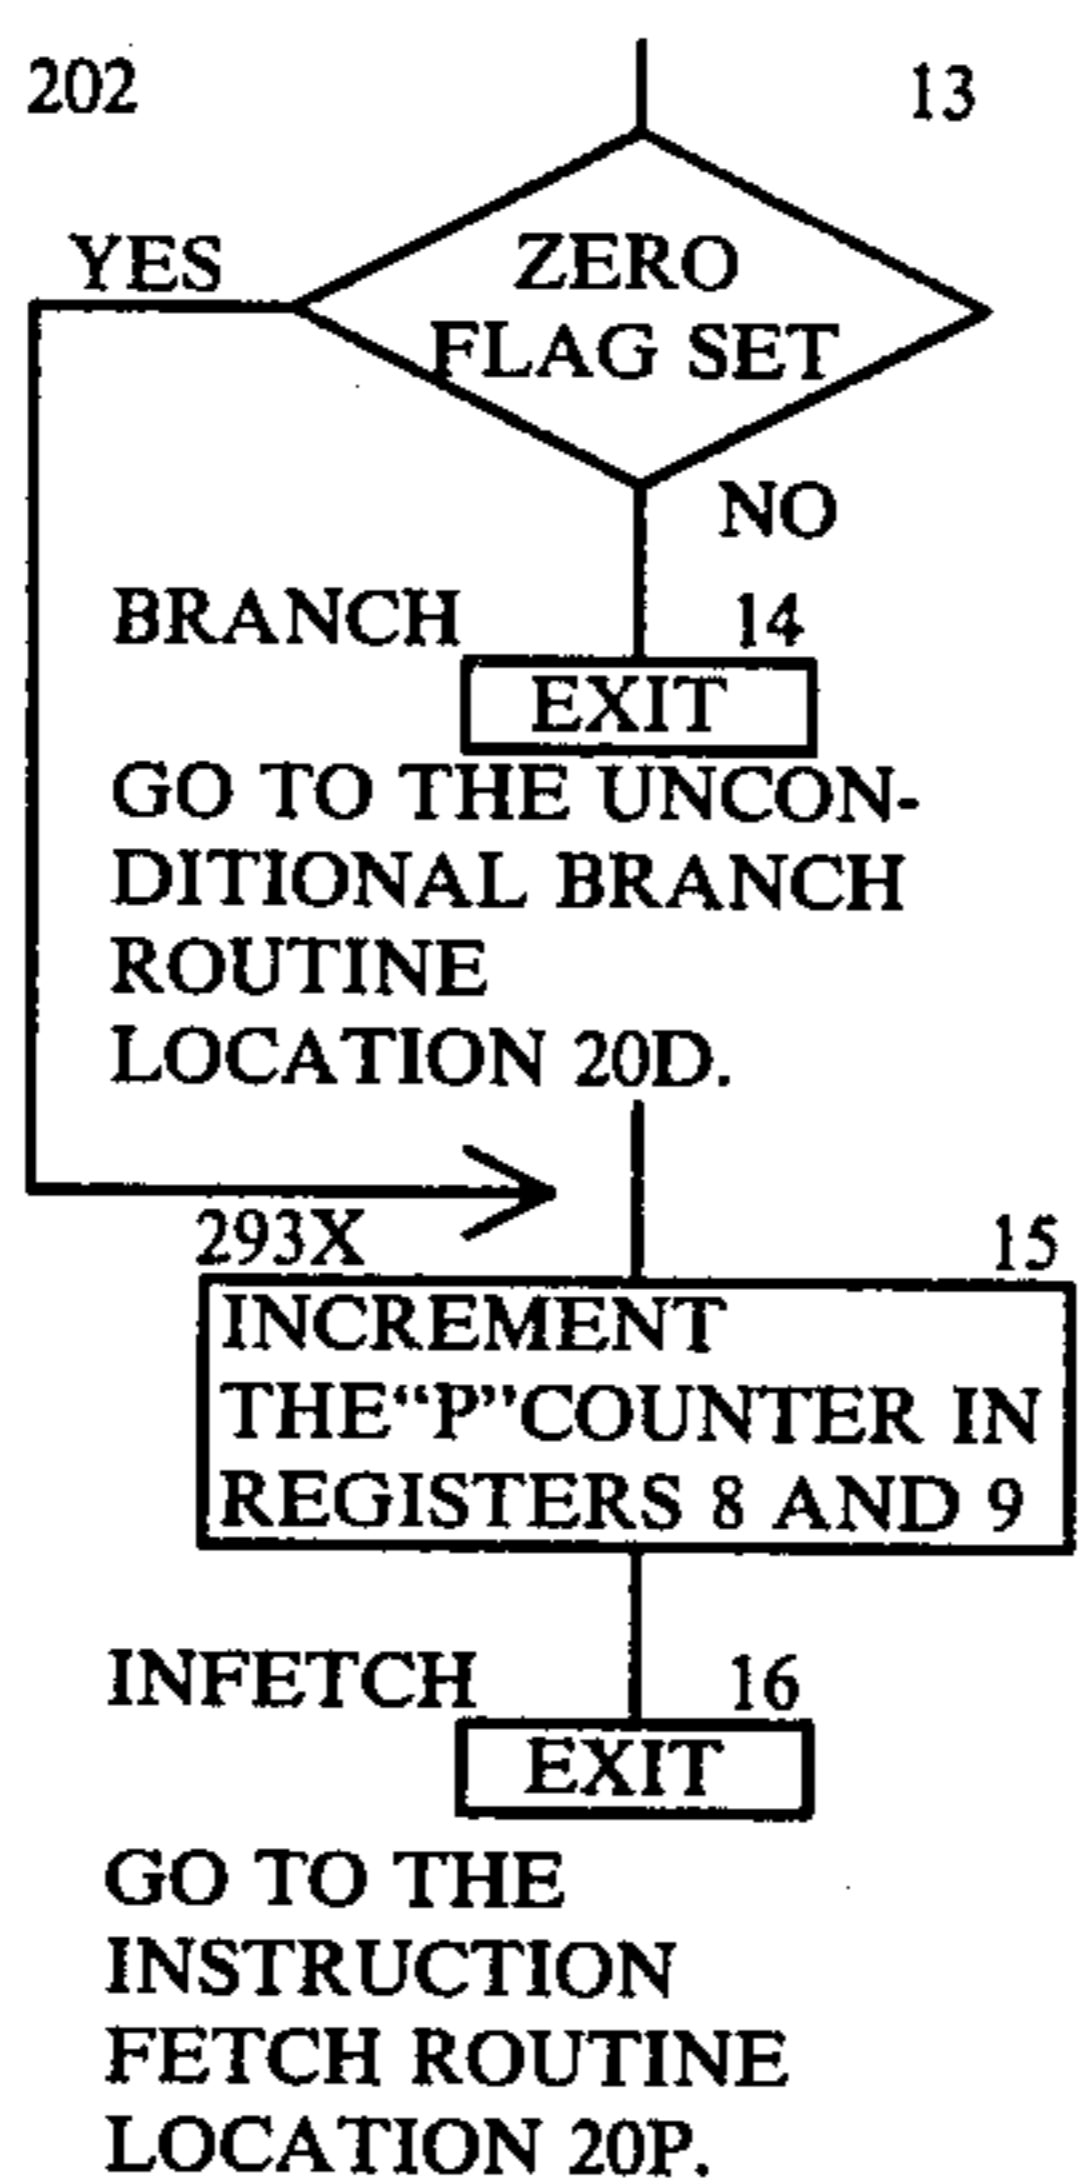 202
13
YES
ZERO
FLAG SET
NO
BRANCH
14
EXIT
GO TO THE UNCON-
DITIONAL BRANCH
ROUTINE
LOCATION 20D.
293X
15
INCREMENT
THE“P”COUNTER IN
REGISTERS 8 AND 9
INFETCH
16
EXIT
GO TO THE
INSTRUCTION
FETCH ROUTINE
LOCATION 20P.